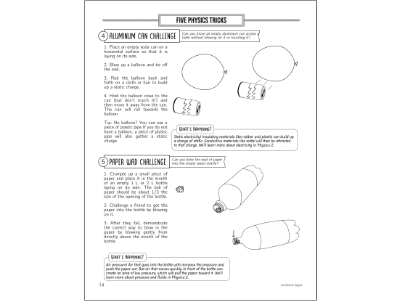 FIVE PHYSICS TRICKS
4 ALUMINUM CAN CHALLENGE
Can you move an empty aluminum can across a
table without blowing on it or touching it?
1. Place an empty soda can on a
horizontal surface so that it
is laying on its side.
2. Blow up a balloon and tie off
the end.
3. Rub the balloon back and
forth on a cloth or hair to build
up a static charge.
4. Hold the balloon close to the
can (but don't touch it!) and
then move it away from the can.
The can will roll towards the
balloon.
Try: No balloons? You can use a
piece of plastic pipe! If you do not
have a balloon, a piece of plastic
pipe will also gather a static
charge.
WHAT'S HAPPENING?
Static electricity! Insulating materials like rubber and plastic can build up
a charge of static. Conductive materials like metal will then be attracted
to that charge. We'll learn more about electricity in Physics 2.
5 PAPER WAD CHALLENGE
Can you blow the wad of paper
into the empty water bottle?
1. Crumple up a small piece of
paper and place it in the mouth
of an empty 1 L or 2 L bottle
laying on its side. The ball of
paper should be about 1/3 the
size of the opening of the bottle.
2. Challenge a friend to get the
paper into the bottle by blowing
on it.
3. After they fail, demonstrate
the correct way to blow in the
paper by blowing gently from
directly above the mouth of the
bottle.
WHAT'S HAPPENING?
Air pressure! Air that goes into the bottle will increase the pressure and
push the paper out. But air that moves quickly in front of the bottle can
create an area of low pressure, which will pull the paper toward it. We'll
learn more about pressure and fluids in Physics 2.
14